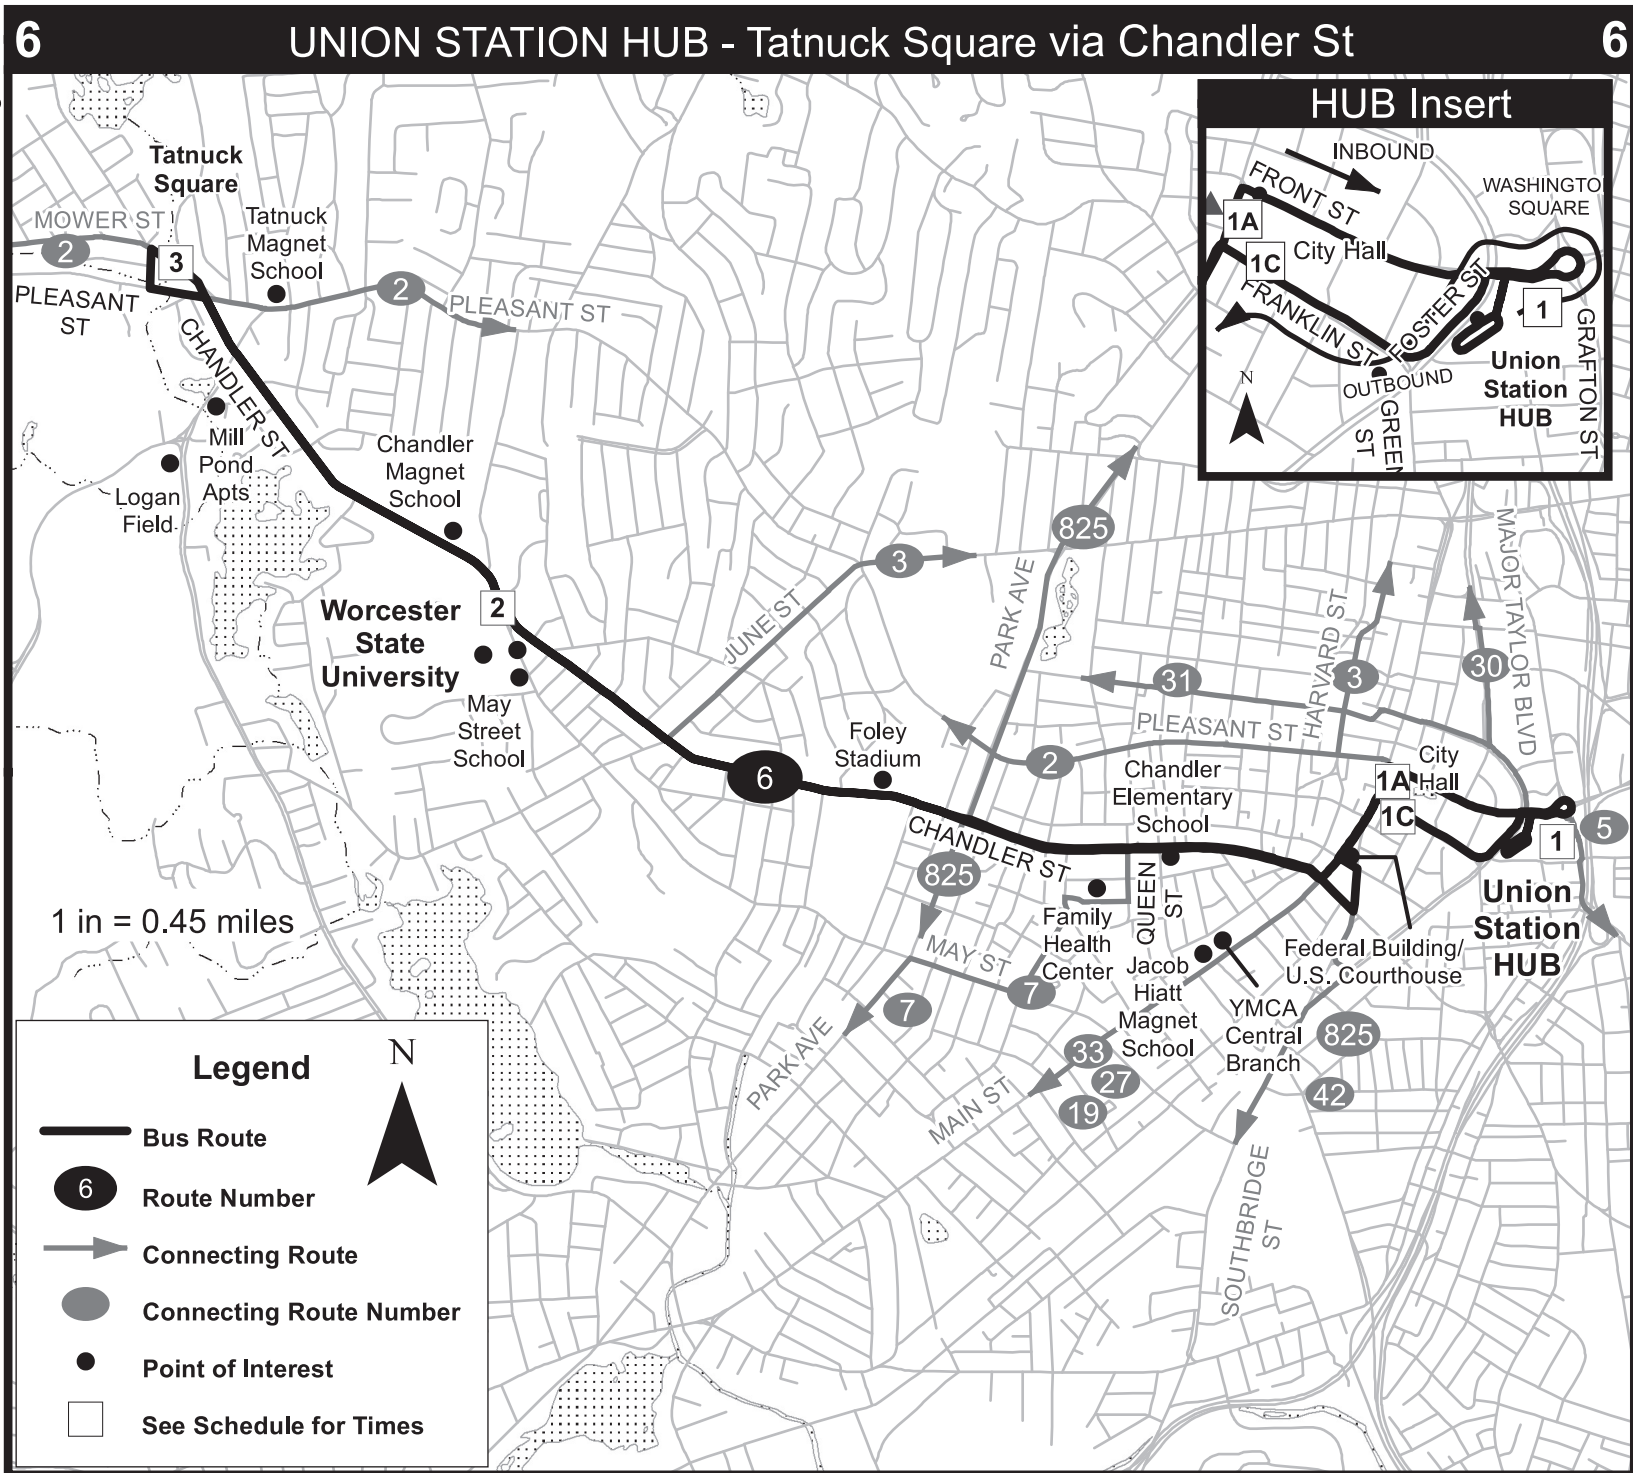 6 UNION STATION HUB - Tatnuck Square via Chandler St 6
HUB Insert
INBOUND
FRONT ST
WASHINGTO
SQUARE
1A
1C
City Hall
FRANKLIN ST
FOSTER ST
1
OUTBOUND
GREEN
ST
GRAFTON ST
Union
Station
HUB
N
Tatnuck
Square
MOWER ST
2
3
Tatnuck
Magnet
School
2
PLEASANT ST
PLEASANT
ST
CHANDLER ST
Mill
Pond
Apts
Logan
Field
Chandler
Magnet
School
2
Worcester
State
University
May
Street
School
JUNE ST
3
825
PARK AVE
6
Foley
Stadium
31
HARVARD ST
3
30
MAJOR TAYLOR BLVD
PLEASANT ST
2
City
Hall
1A
1C
Chandler
Elementary
School
5
1
Union
Station
HUB
CHANDLER ST
825
QUEEN
ST
Family
Health
Center
MAY ST
7
7
PARK AVE
Jacob
Hiatt
Magnet
School
YMCA
Central
Branch
Federal Building/
U.S. Courthouse
825
42
33
27
19
MAIN ST
SOUTHBRIDGE
ST
1 in = 0.45 miles
Legend
N
Bus Route
6 Route Number
Connecting Route
Connecting Route Number
Point of Interest
See Schedule for Times